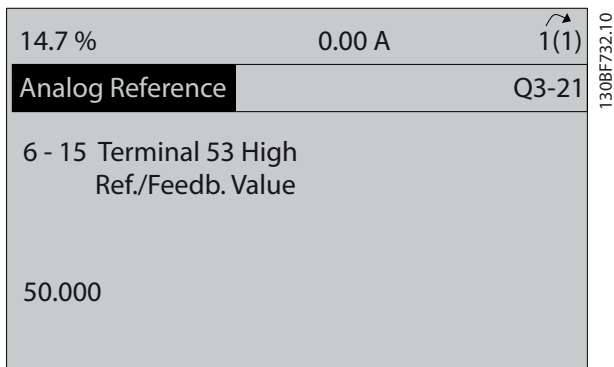 14.7 % 0.00 A 1(1)
Analog Reference Q3-21
6 - 15 Terminal 53 High
Ref./Feedb. Value
50.000
130BF732.10